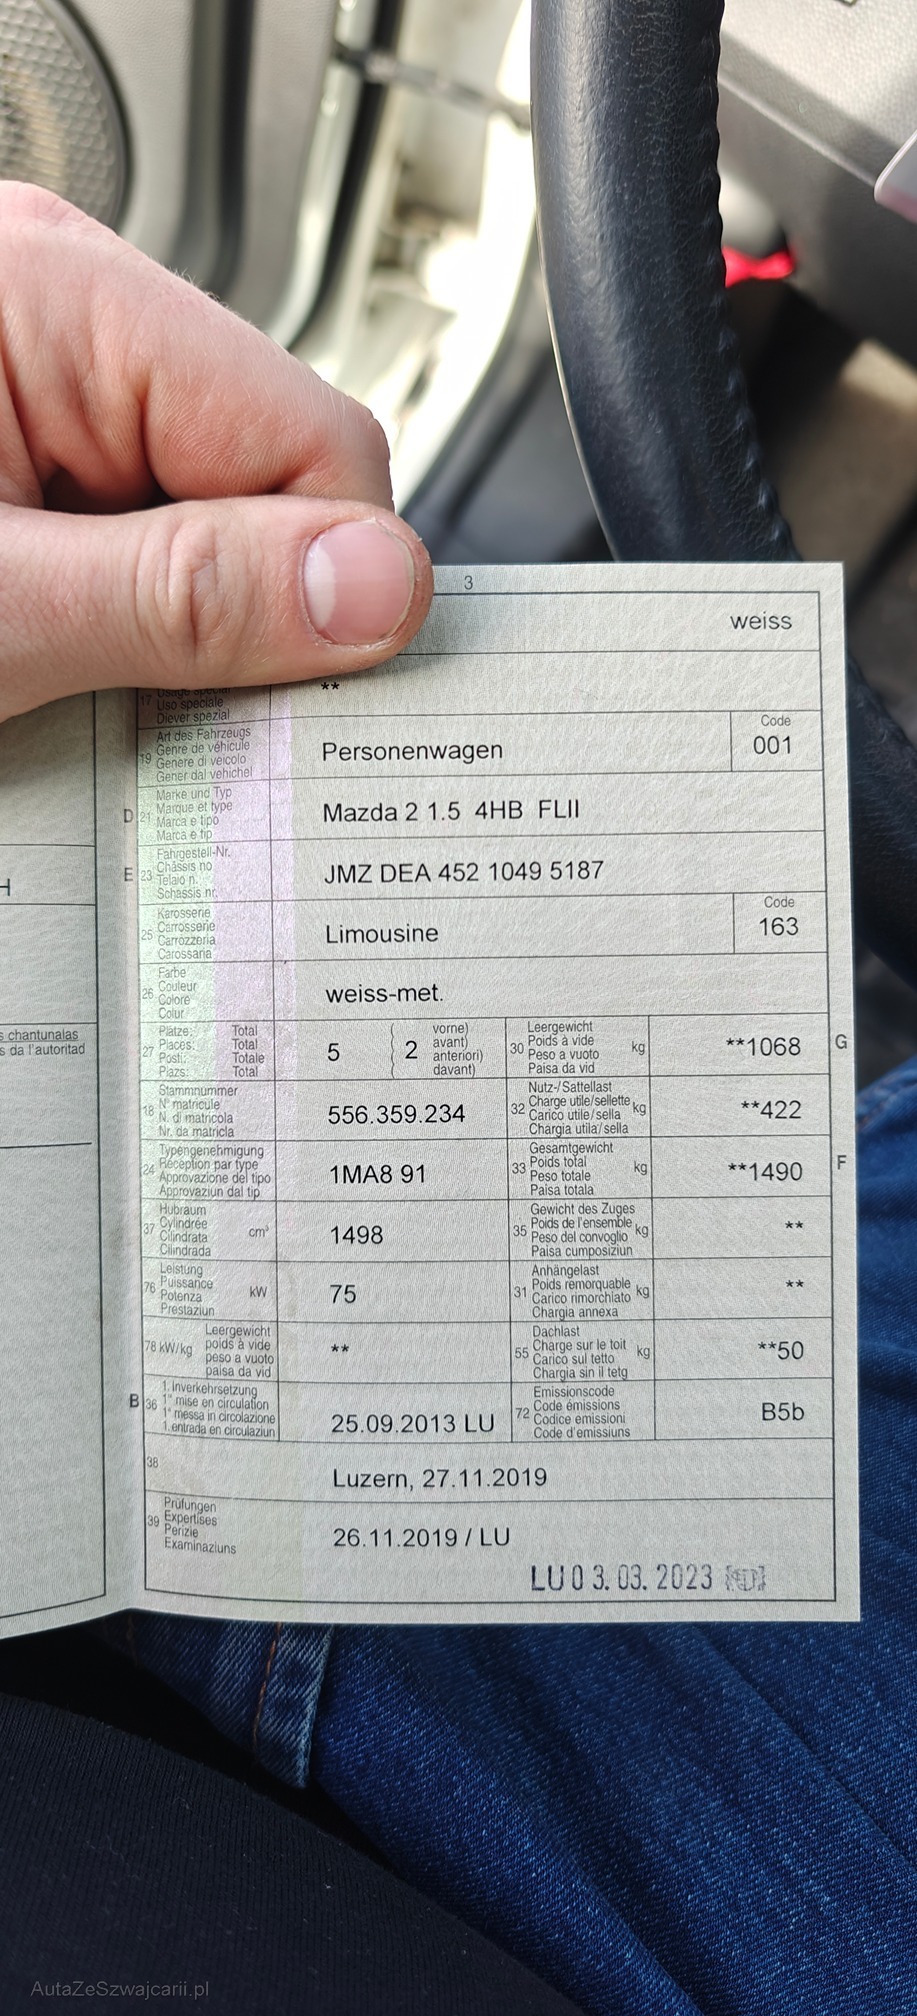 3
weiss
17 Usage spécial **
Uso speciale
Diever spezial
Art des Fahrzeugs
19 Genre de véhicule
Genere di veicolo
Gener dal vehichel
Personenwagen
Code
001
D 21 Marke und Typ
Marque et type
Marca e tipo
Marca e tip
Mazda 2 1.5 4HB FLII
E 23 Fahrgestell-Nr.
Châssis no
Telaio n.
Schassis nr.
JMZ DEA 452 1049 5187
H
25 Karosserie
Carrosserie
Carrozzeria
Carossaria
Limousine
Code
163
26 Farbe
Couleur
Colore
Colur
weiss-met.
s chantunalas
s da l'autoritad
27 Plätze: Total
Places: Total
Posti: Totale
Plazs: Total
5
2
vorne)
avant)
anteriori)
davant)
30 Leergewicht
Poids à vide
Peso a vuoto
Paisa da vid
kg
**1068
G
18 Stammnummer
N° matricule
N. di matricola
Nr. da matricla
556.359.234
32 Nutz-/Sattellast
Charge utile/sellette
Carico utile/sella
Chargia utila/sella
kg
**422
24 Typengenehmigung
Réception par type
Approvazione del tipo
Approvaziun dal tip
1MA8 91
33 Gesamtgewicht
Poids total
Peso totale
Paisa totala
kg
**1490
F
37 Hubraum
Cylindrée
Cilindrata
Cilindrada
cm³
1498
35 Gewicht des Zuges
Poids de l'ensemble
Peso del convoglio
Paisa cumposiziun
kg
**
76 Leistung
Puissance
Potenza
Prestaziun
kW
75
31 Anhängelast
Poids remorquable
Carico rimorchiato
Chargia annexa
kg
**
78 kW/kg
Leergewicht
poids à vide
peso a vuoto
paisa da vid
**
55 Dachlast
Charge sur le toit
Carico sul tetto
Chargia sin il tetg
kg
**50
B 36 1. Inverkehrsetzung
1re mise en circulation
1a messa in circolazione
1. entrada en circulaziun
25.09.2013 LU
72 Emissionscode
Code émissions
Codice emissioni
Code d'emissiuns
B5b
38
Luzern, 27.11.2019
39 Prüfungen
Expertises
Perizie
Examinaziuns
26.11.2019 / LU
LU 0 3. 03. 2023
AutaZeSzwajcarii.pl